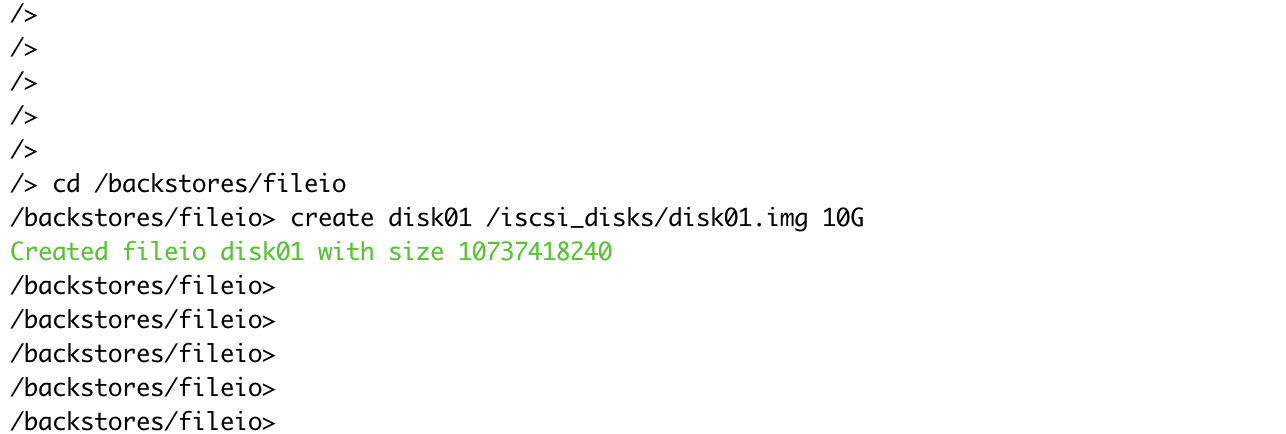 />
/>
/>
/>
/>
/> cd /backstores/fileio
/backstores/fileio> create disk01 /iscsi_disks/disk01.img 10G
Created fileio disk01 with size 10737418240
/backstores/fileio>
/backstores/fileio>
/backstores/fileio>
/backstores/fileio>
/backstores/fileio>